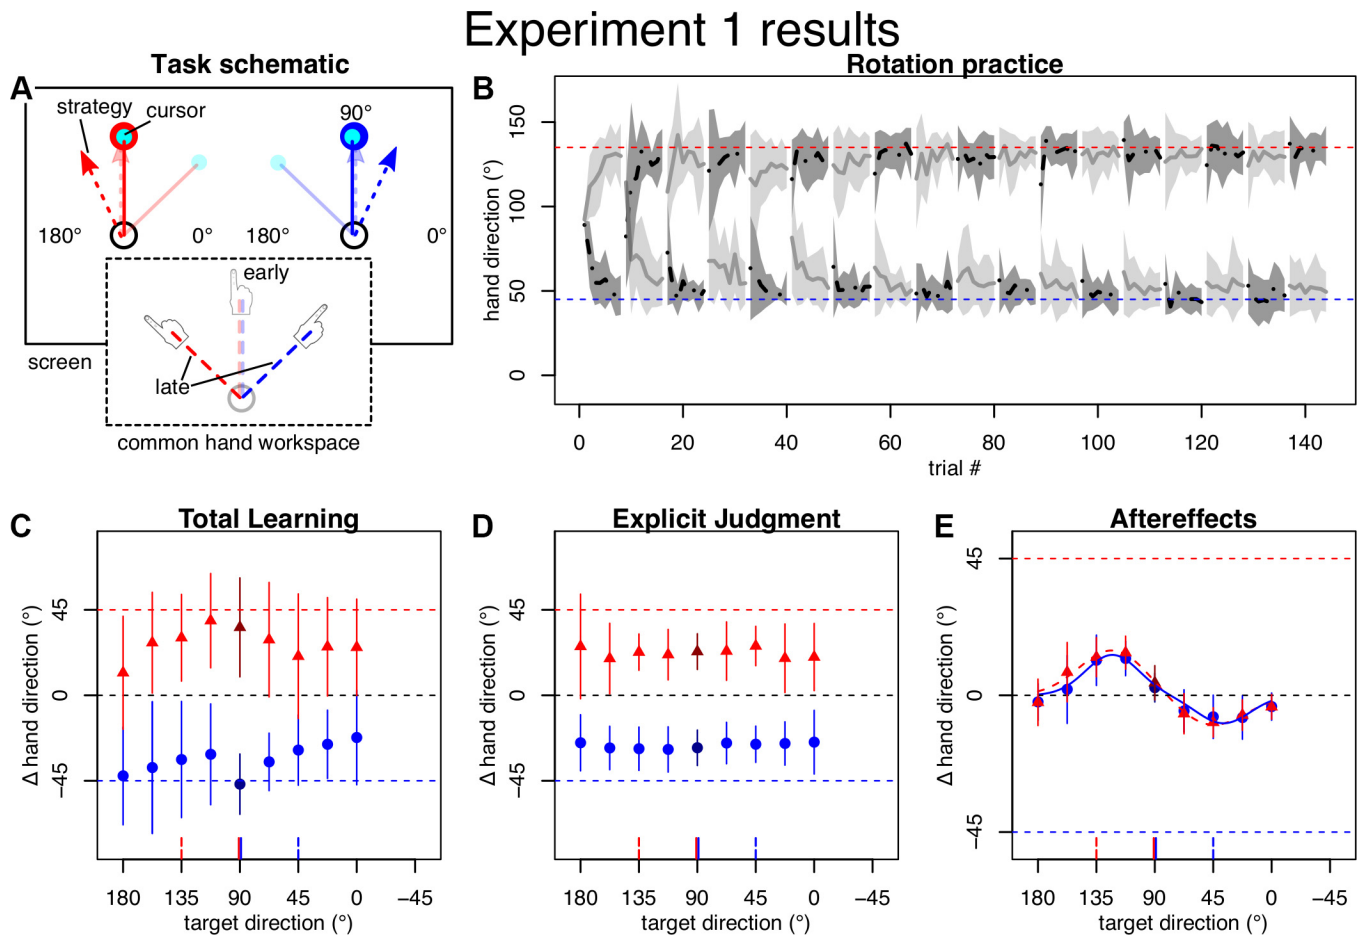 Experiment 1 results
Task schematic
A
strategy
cursor
90°
180°
0°
180°
0°
early
late
screen
common hand workspace
B
Rotation practice
hand direction (°)
150
100
50
0
0 20 40 60 80 100 120 140
trial #
C
Total Learning
Δ hand direction (°)
45
0
−45
180 135 90 45 0 −45
target direction (°)
D
Explicit Judgment
Δ hand direction (°)
45
0
−45
180 135 90 45 0 −45
target direction (°)
E
Aftereffects
Δ hand direction (°)
45
0
−45
180 135 90 45 0 −45
target direction (°)